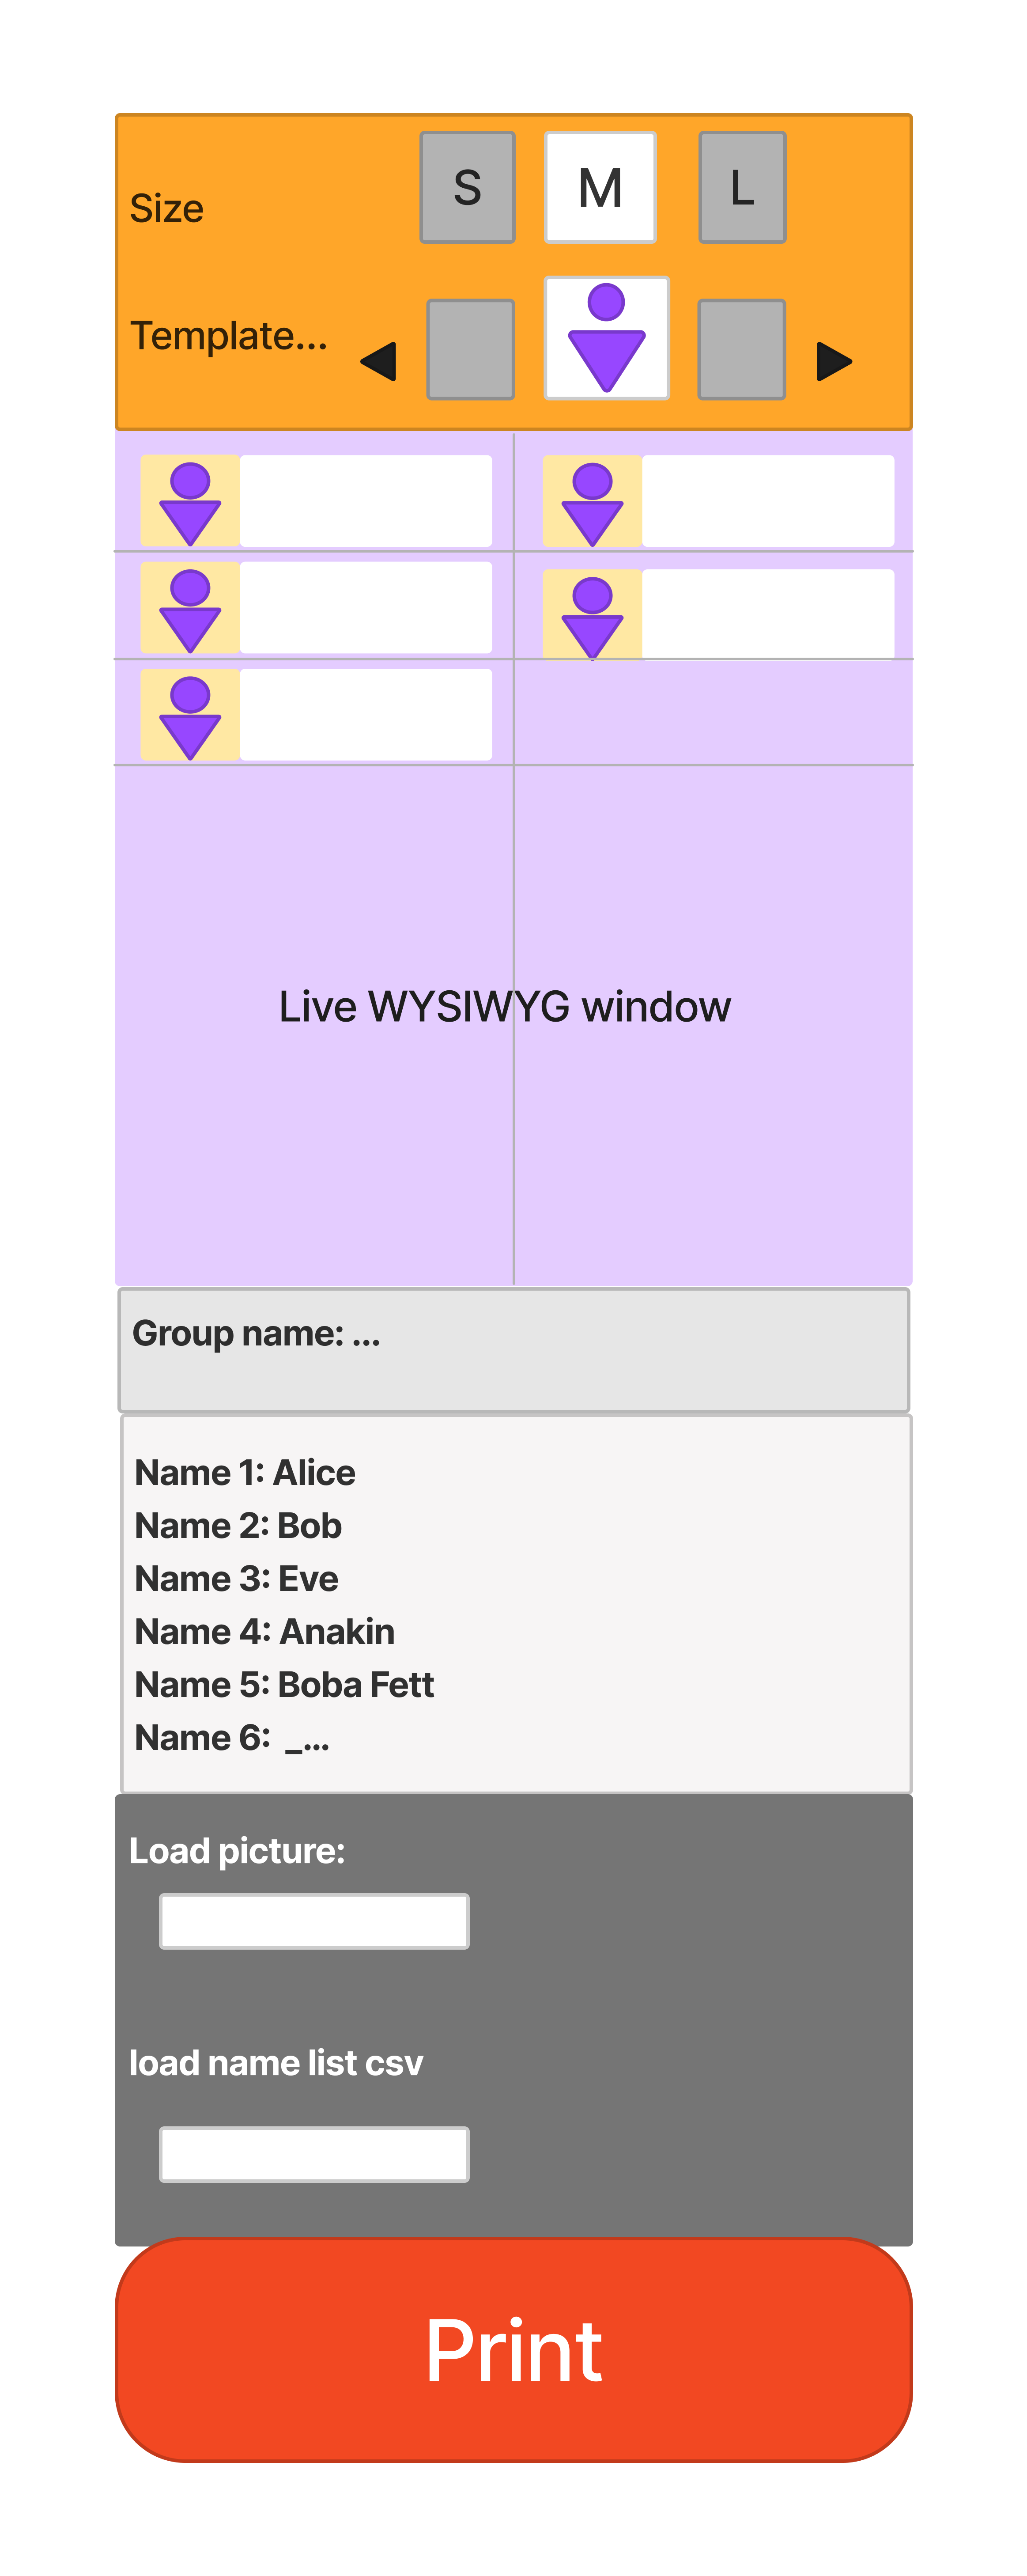 Size
S
M
L
Template...
Live WYSIWYG window
Group name: ...
Name 1: Alice
Name 2: Bob
Name 3: Eve
Name 4: Anakin
Name 5: Boba Fett
Name 6: _...
Load picture:
load name list csv
Print